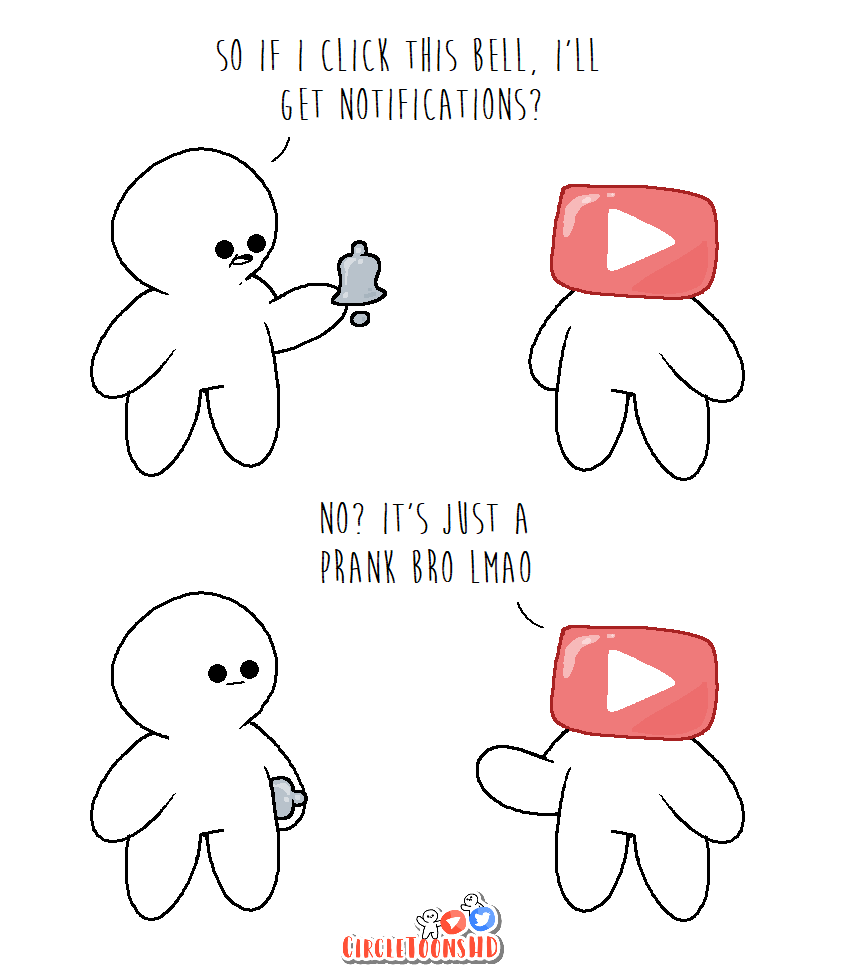 SO IF I CLICK THIS BELL, I'LL
GET NOTIFICATIONS?
NO? IT'S JUST A
PRANK BRO LMAO
CIRCLETOONSHD